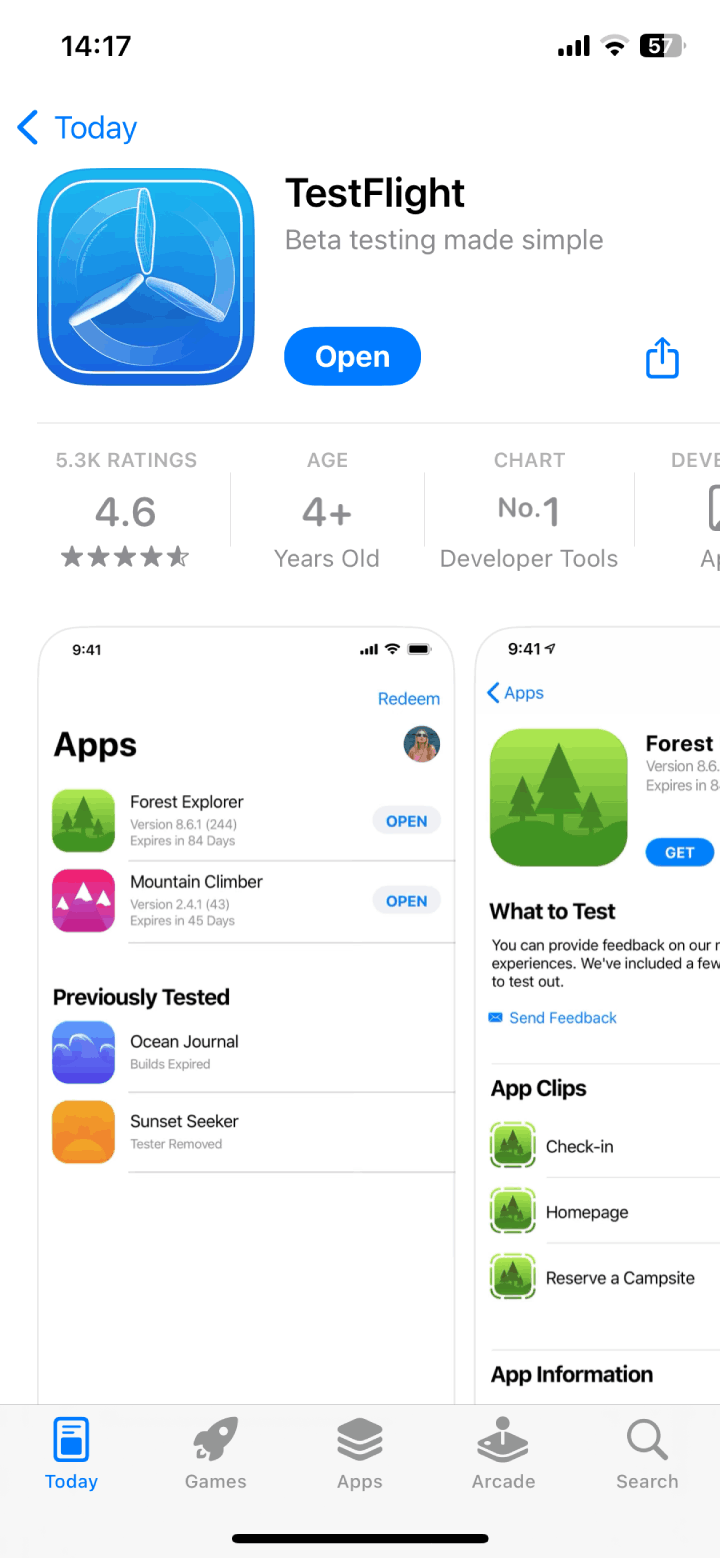 14:17
57
Today
TestFlight
Beta testing made simple
Open
5.3K RATINGS
4.6
AGE
4+
Years Old
CHART
No.1
Developer Tools
9:41
Redeem
Apps
Forest Explorer
Version 8.6.1 (244)
Expires in 84 Days
OPEN
Mountain Climber
Version 2.4.1 (43)
Expires in 45 Days
OPEN
Previously Tested
Ocean Journal
Builds Expired
Sunset Seeker
Tester Removed
9:41
Apps
Forest
Version 8.6.
Expires in 8
GET
What to Test
You can provide feedback on our
experiences. We've included a few
to test out.
Send Feedback
App Clips
Check-in
Homepage
Reserve a Campsite
App Information
Today
Games
Apps
Arcade
Search